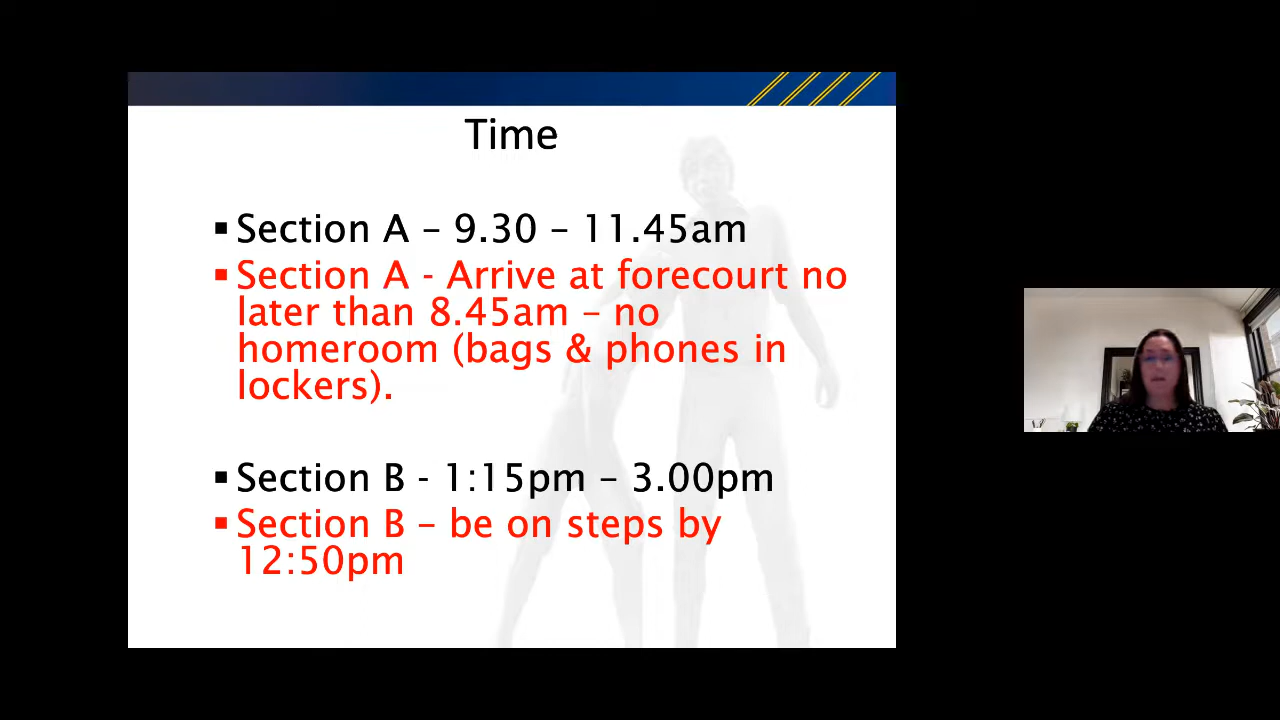 Time
▪ Section A – 9.30 – 11.45am
▪ Section A - Arrive at forecourt no
later than 8.45am – no
homeroom (bags & phones in
lockers).
▪ Section B - 1:15pm – 3.00pm
▪ Section B – be on steps by
12:50pm